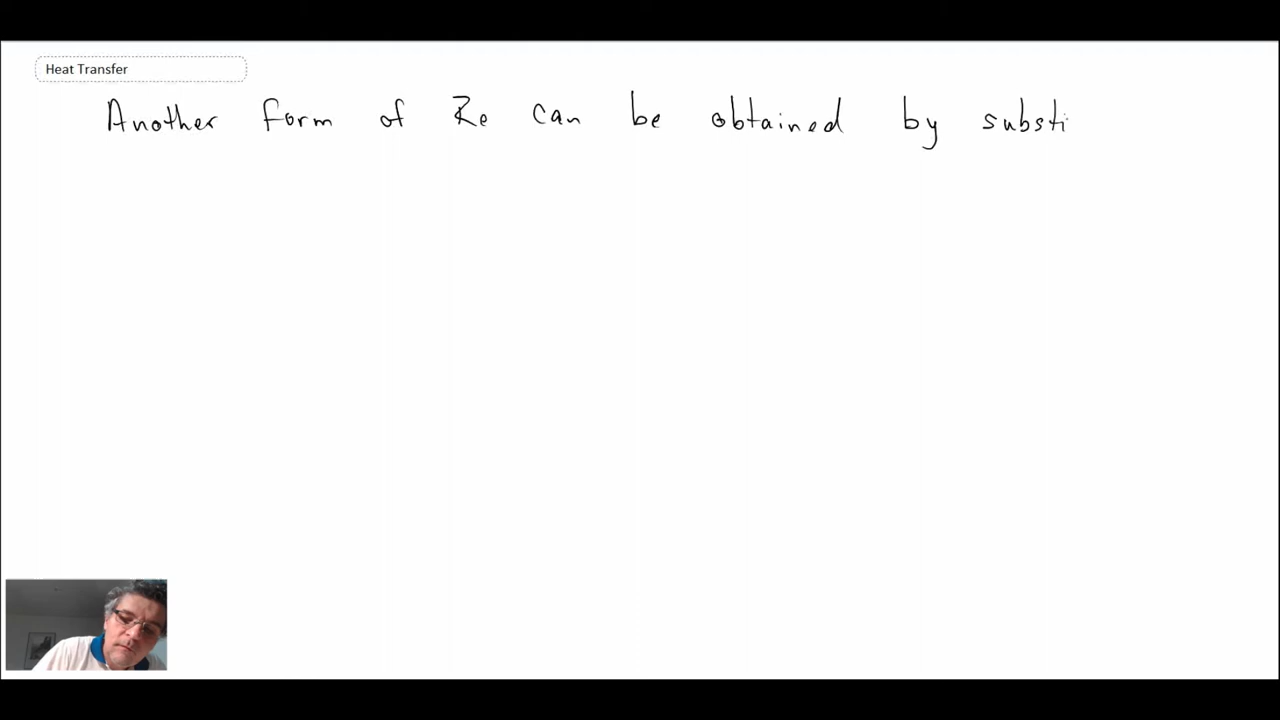 Heat Transfer
Another form of Re can be obtained by substi